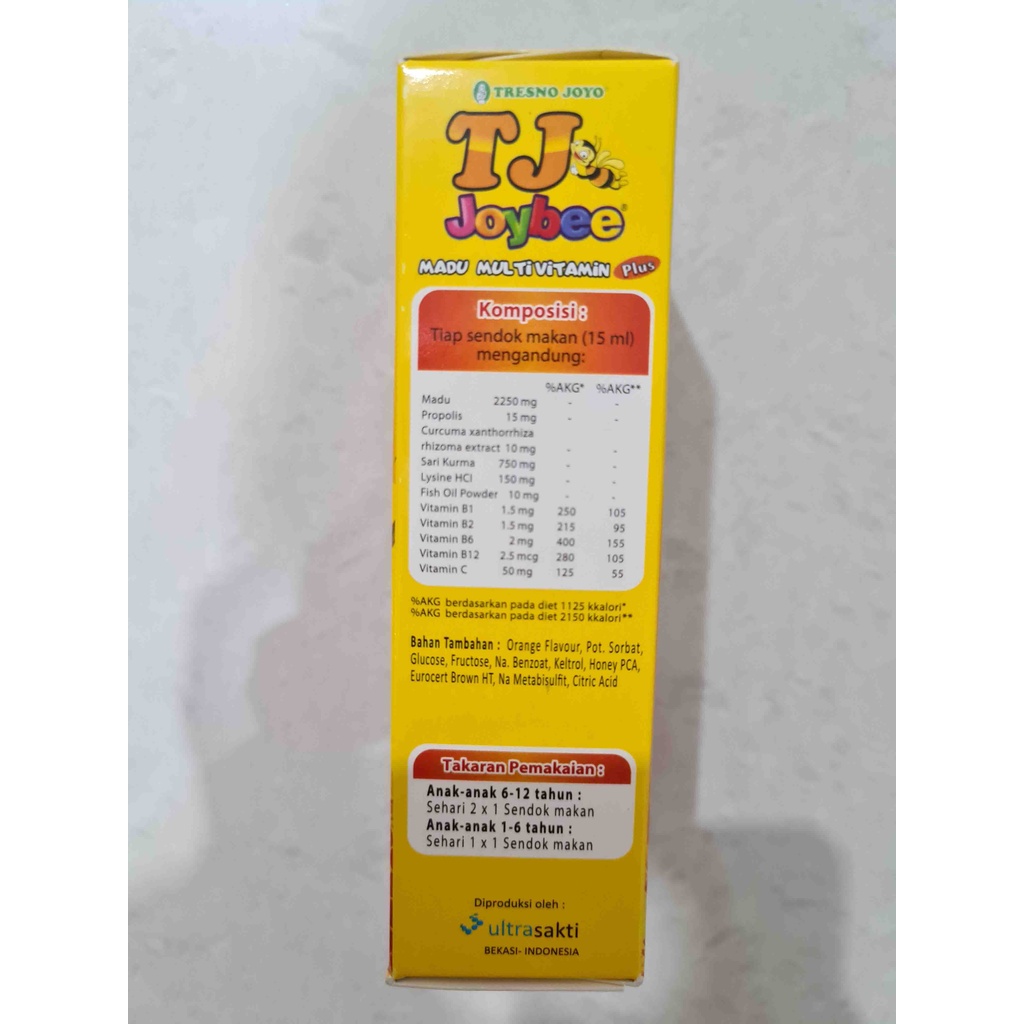 TRESNO JOYO
TJ
Joybee®
MADU MULTIVITAMIN Plus
Komposisi :
Tiap sendok makan (15 ml)
mengandung:
%AKG* %AKG**
Madu 2250 mg - -
Propolis 15 mg - -
Curcuma xanthorrhiza
rhizoma extract 10 mg - -
Sari Kurma 750 mg - -
Lysine HCl 150 mg - -
Fish Oil Powder 10 mg - -
Vitamin B1 1.5 mg 250 105
Vitamin B2 1.5 mg 215 95
Vitamin B6 2 mg 400 155
Vitamin B12 2.5 mcg 280 105
Vitamin C 50 mg 125 55
%AKG berdasarkan pada diet 1125 kkalori*
%AKG berdasarkan pada diet 2150 kkalori**
Bahan Tambahan : Orange Flavour, Pot. Sorbat,
Glucose, Fructose, Na. Benzoat, Keltrol, Honey PCA,
Eurocert Brown HT, Na Metabisulfit, Citric Acid
Takaran Pemakaian :
Anak-anak 6-12 tahun :
Sehari 2 x 1 Sendok makan
Anak-anak 1-6 tahun :
Sehari 1 x 1 Sendok makan
Diproduksi oleh :
ultrasakti
BEKASI- INDONESIA